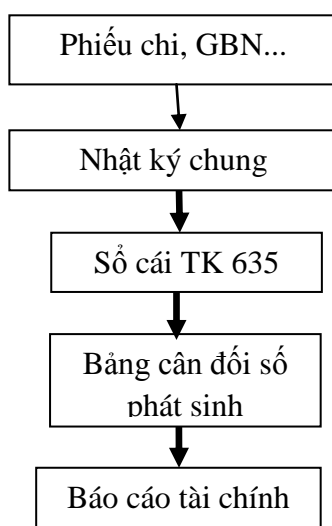 Phiếu chi, GBN...
Nhật ký chung
Sổ cái TK 635
Bảng cân đối số
phát sinh
Báo cáo tài chính